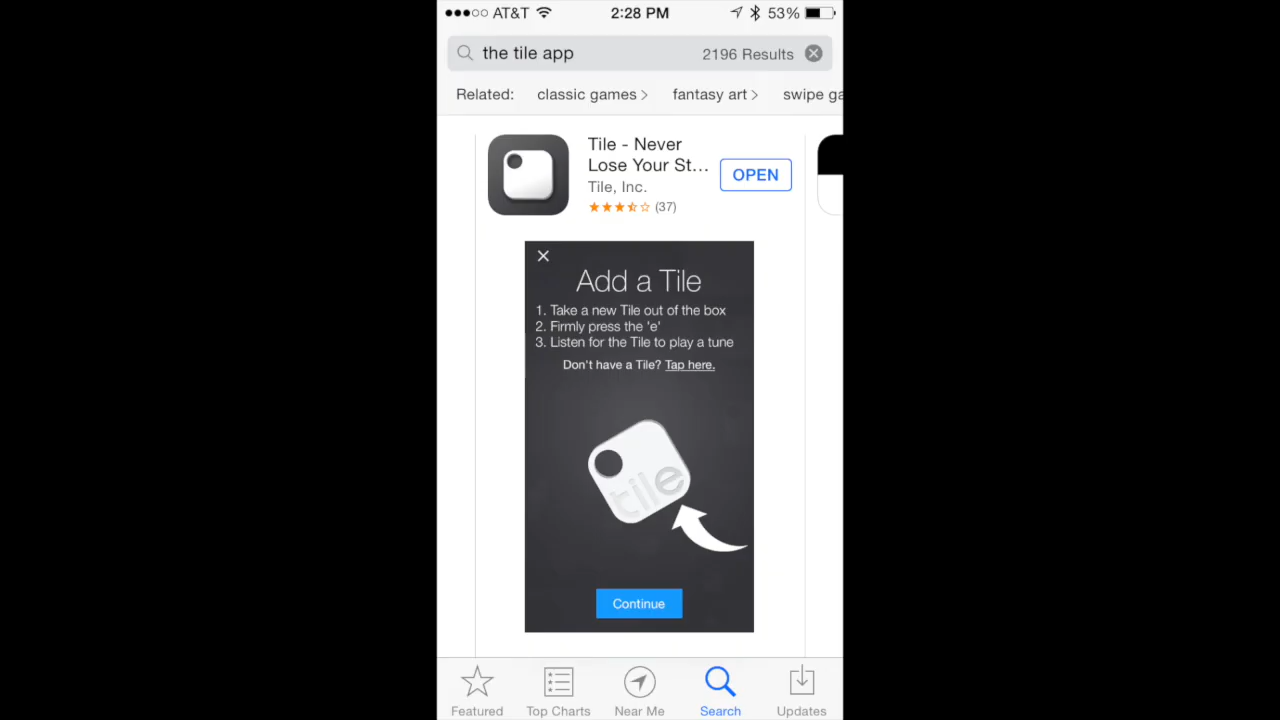 AT&T 2:28 PM 53%
the tile app 2196 Results
Related: classic games > fantasy art > swipe ga
Tile - Never
Lose Your St...
OPEN
Tile, Inc.
(37)
Add a Tile
1. Take a new Tile out of the box
2. Firmly press the 'e'
3. Listen for the Tile to play a tune
Don't have a Tile? Tap here.
tile
Continue
Featured Top Charts Near Me Search Updates